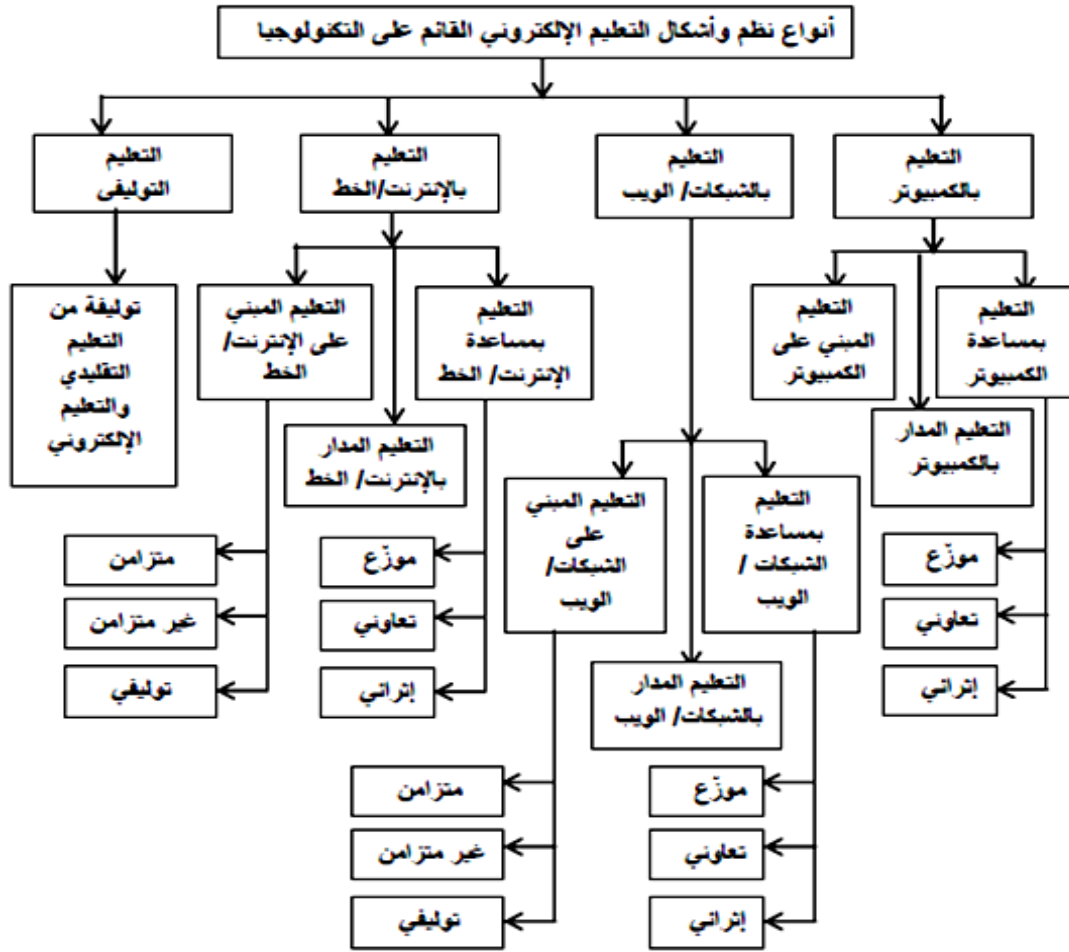 أنواع نظم وأشكال التعليم الإلكتروني القائم على التكنولوجيا
التعليم
بالكمبيوتر
التعليم
بالشبكات/ الويب
التعليم
بالإنترنت/الخط
التعليم
التوليفى
التعليم
بمساعدة
الكمبيوتر
التعليم
المبني على
الكمبيوتر
التعليم المدار
بالكمبيوتر
موزّع
تعاوني
إثرائي
التعليم
بمساعدة
الشبكات /
الويب
التعليم المبني
على
الشبكات/
الويب
التعليم المدار
بالشبكات/ الويب
موزّع
تعاوني
إثرائي
متزامن
غير متزامن
توليفي
التعليم
بمساعدة
الإنترنت/ الخط
التعليم المبني
على الإنترنت/
الخط
التعليم المدار
بالإنترنت/ الخط
موزّع
تعاوني
إثرائي
متزامن
غير متزامن
توليفي
توليفة من
التعليم
التقليدي
والتعليم
الإلكتروني